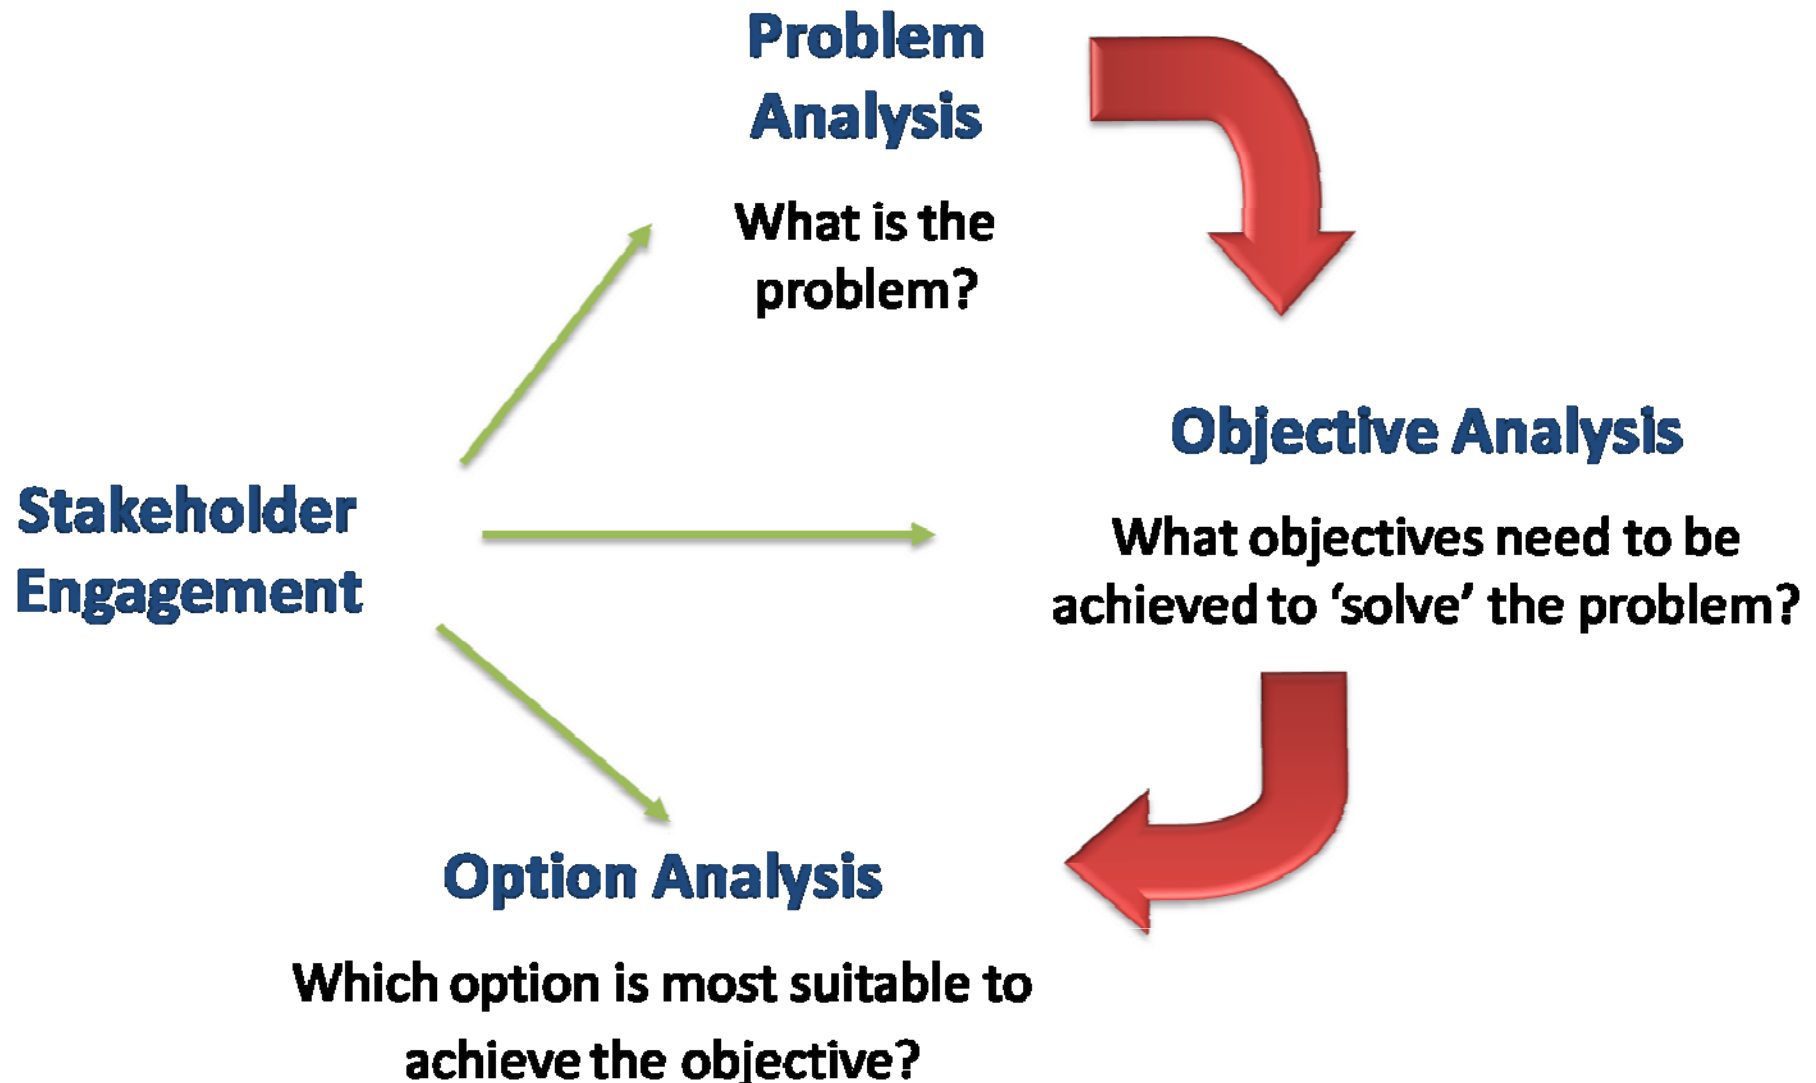 Problem
Analysis
What is the
problem?
Objective Analysis
What objectives need to be
achieved to ‘solve’ the problem?
Stakeholder
Engagement
Option Analysis
Which option is most suitable to
achieve the objective?